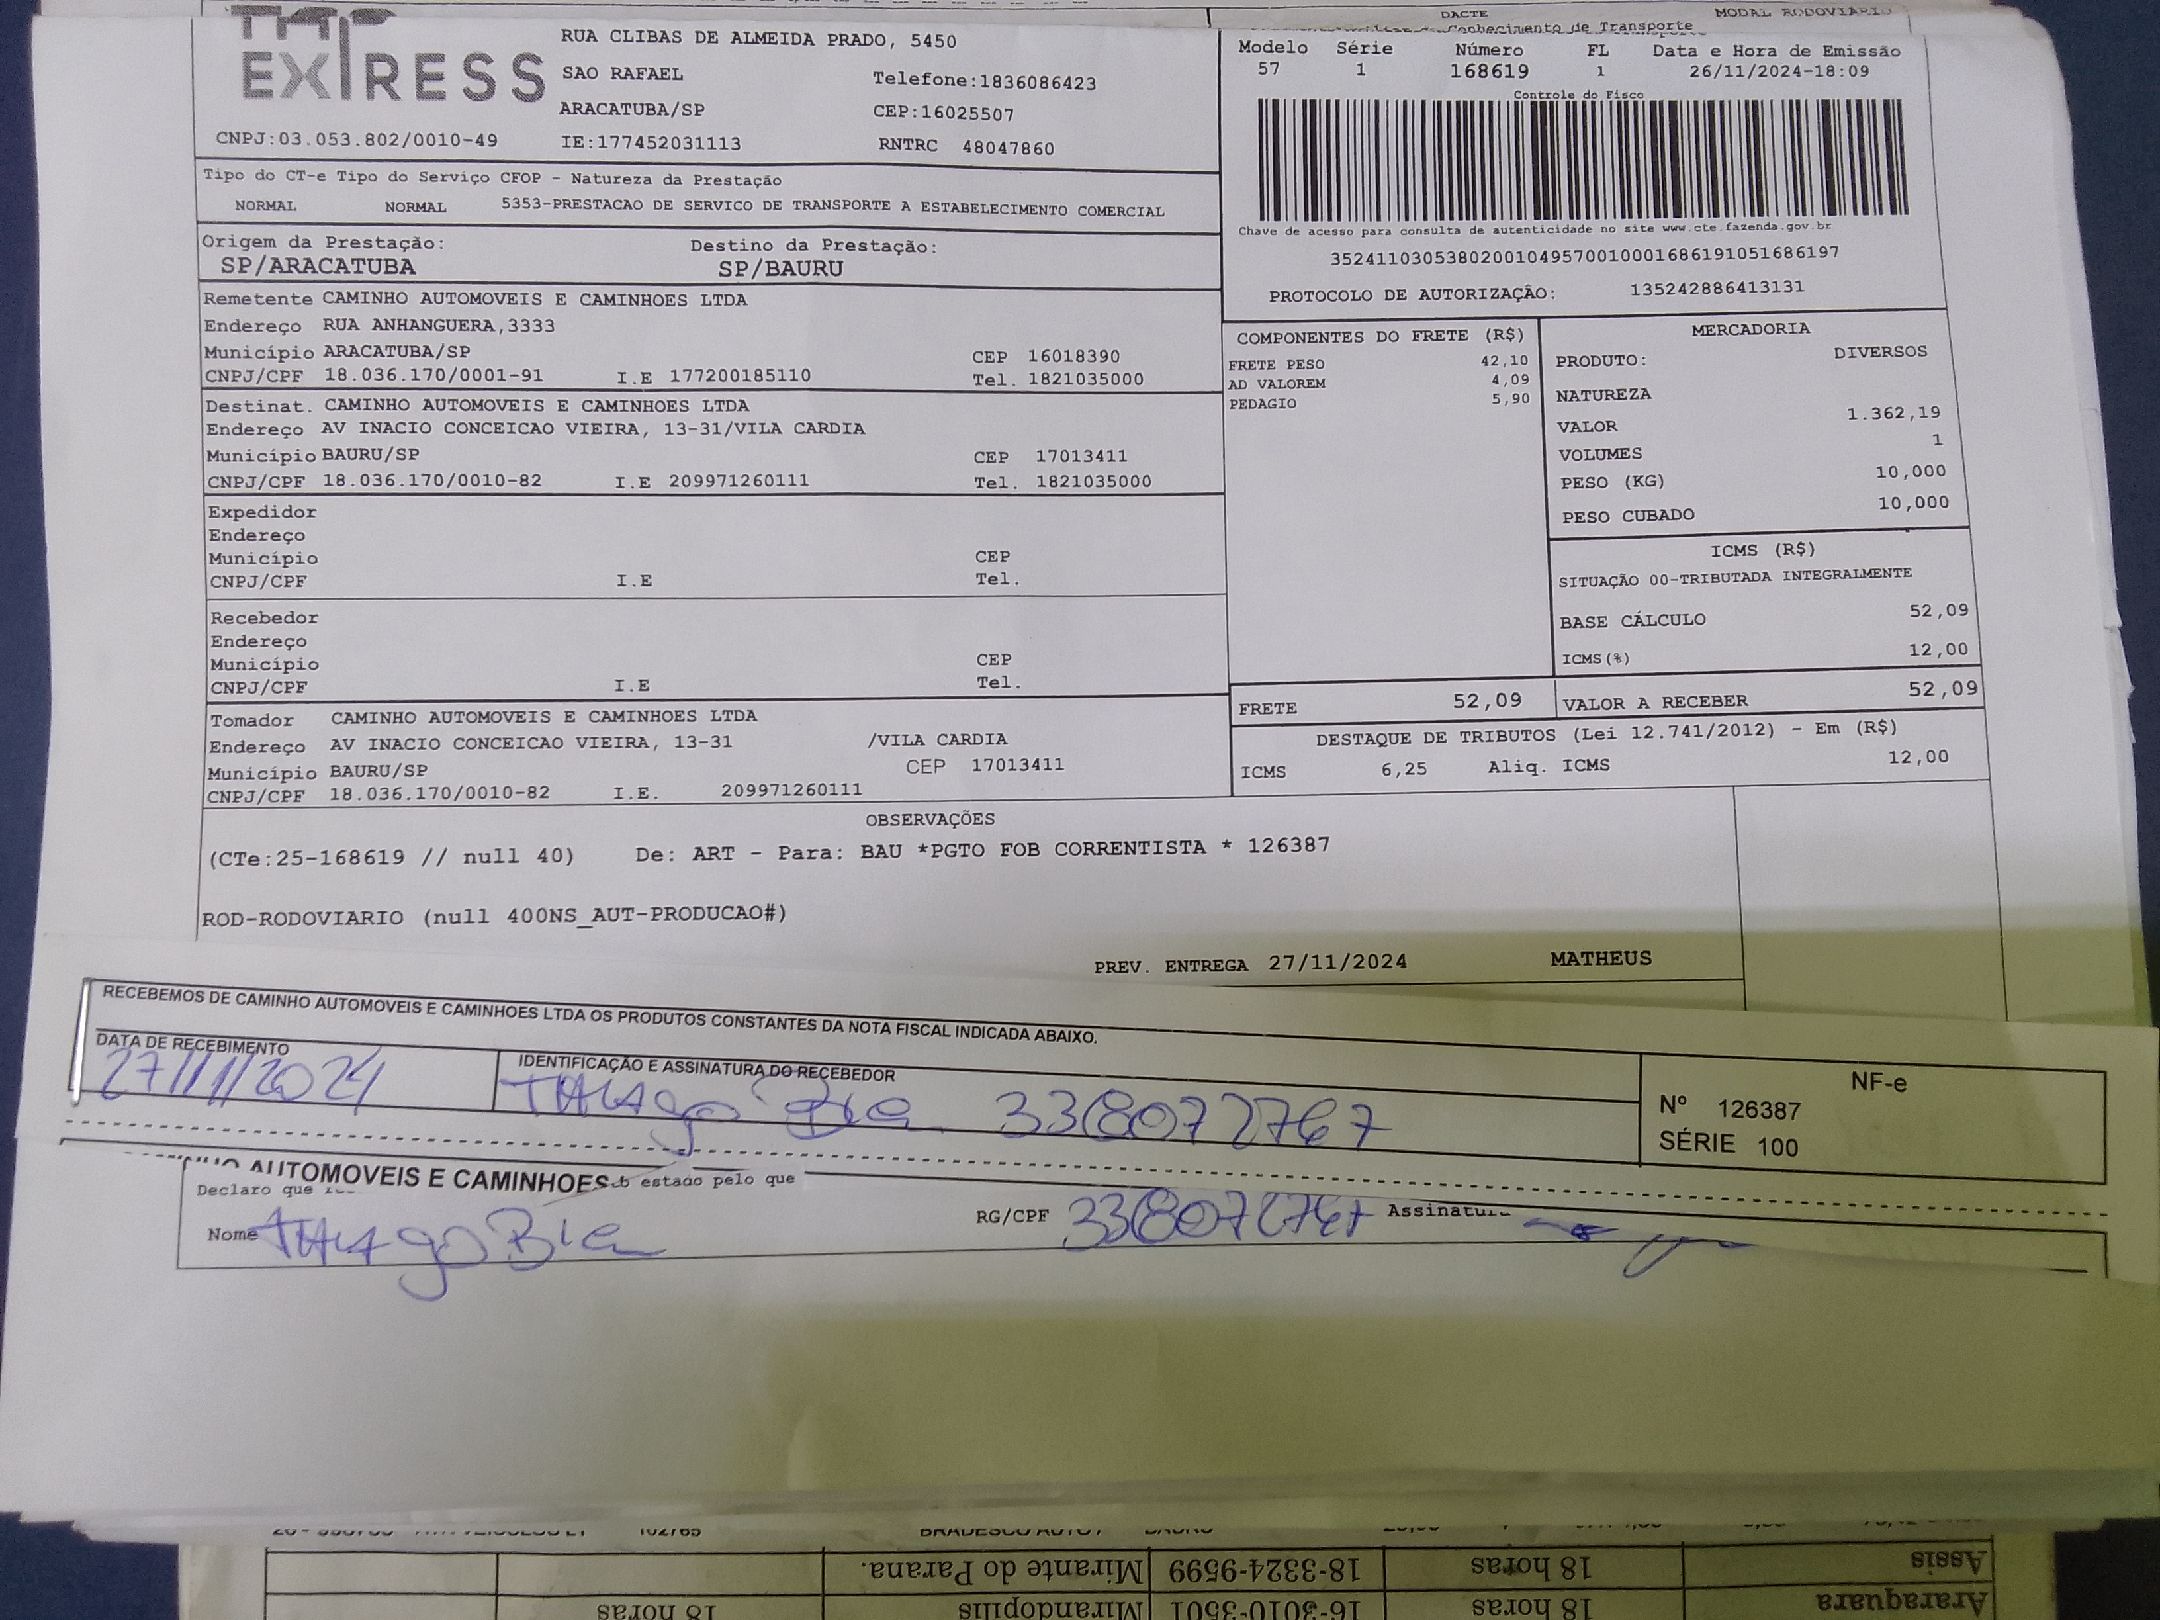 DACTE MODAL RODOVIARIO
Conhecimento de Transporte
EXPRESS
RUA CLIBAS DE ALMEIDA PRADO, 5450
SAO RAFAEL Telefone:1836086423
ARACATUBA/SP CEP:16025507
CNPJ:03.053.802/0010-49 IE:177452031113 RNTRC 48047860
Modelo Série Número FL Data e Hora de Emissão
57 1 168619 1 26/11/2024-18:09
Controle do Fisco
Chave de acesso para consulta de autenticidade no site www.cte.fazenda.gov.br
35241103053802001049570010001686191051686197
PROTOCOLO DE AUTORIZAÇÃO: 135242886413131
Tipo do CT-e Tipo do Serviço CFOP - Natureza da Prestação
NORMAL NORMAL 5353-PRESTACAO DE SERVICO DE TRANSPORTE A ESTABELECIMENTO COMERCIAL
Origem da Prestação: Destino da Prestação:
SP/ARACATUBA SP/BAURU
Remetente CAMINHO AUTOMOVEIS E CAMINHOES LTDA
Endereço RUA ANHANGUERA,3333
Município ARACATUBA/SP CEP 16018390
CNPJ/CPF 18.036.170/0001-91 I.E 177200185110 Tel. 1821035000
Destinat. CAMINHO AUTOMOVEIS E CAMINHOES LTDA
Endereço AV INACIO CONCEICAO VIEIRA, 13-31/VILA CARDIA
Município BAURU/SP CEP 17013411
CNPJ/CPF 18.036.170/0010-82 I.E 209971260111 Tel. 1821035000
Expedidor
Endereço
Município CEP
CNPJ/CPF I.E Tel.
Recebedor
Endereço
Município CEP
CNPJ/CPF I.E Tel.
Tomador CAMINHO AUTOMOVEIS E CAMINHOES LTDA
Endereço AV INACIO CONCEICAO VIEIRA, 13-31 /VILA CARDIA
Município BAURU/SP CEP 17013411
CNPJ/CPF 18.036.170/0010-82 I.E. 209971260111
COMPONENTES DO FRETE (R$)
FRETE PESO 42,10
AD VALOREM 4,09
PEDAGIO 5,90
MERCADORIA
PRODUTO: DIVERSOS
NATUREZA
VALOR 1.362,19
VOLUMES 1
PESO (KG) 10,000
PESO CUBADO 10,000
ICMS (R$)
SITUAÇÃO 00-TRIBUTADA INTEGRALMENTE
BASE CÁLCULO 52,09
ICMS(%) 12,00
FRETE 52,09 VALOR A RECEBER 52,09
DESTAQUE DE TRIBUTOS (Lei 12.741/2012) - Em (R$)
ICMS 6,25 Aliq. ICMS 12,00
OBSERVAÇÕES
(CTe:25-168619 // null 40) De: ART - Para: BAU *PGTO FOB CORRENTISTA * 126387
ROD-RODOVIARIO (null 400NS_AUT-PRODUCAO#)
PREV. ENTREGA 27/11/2024 MATHEUS
RECEBEMOS DE CAMINHO AUTOMOVEIS E CAMINHOES LTDA OS PRODUTOS CONSTANTES DA NOTA FISCAL INDICADA ABAIXO.
DATA DE RECEBIMENTO IDENTIFICAÇÃO E ASSINATURA DO RECEBEDOR
27/11/2024 338072767
NF-e
Nº 126387
SÉRIE 100
AUTOMOVEIS E CAMINHOES
Declaro que estado pelo que
Nome RG/CPF 338072767 Assinatura
102765 BRADESCO AUTO BAURU
Mirante do Parana. 18-3324-9599 18 horas Assis
18 horas Mirandopilis 16-3010-3501 18 horas Araraquara